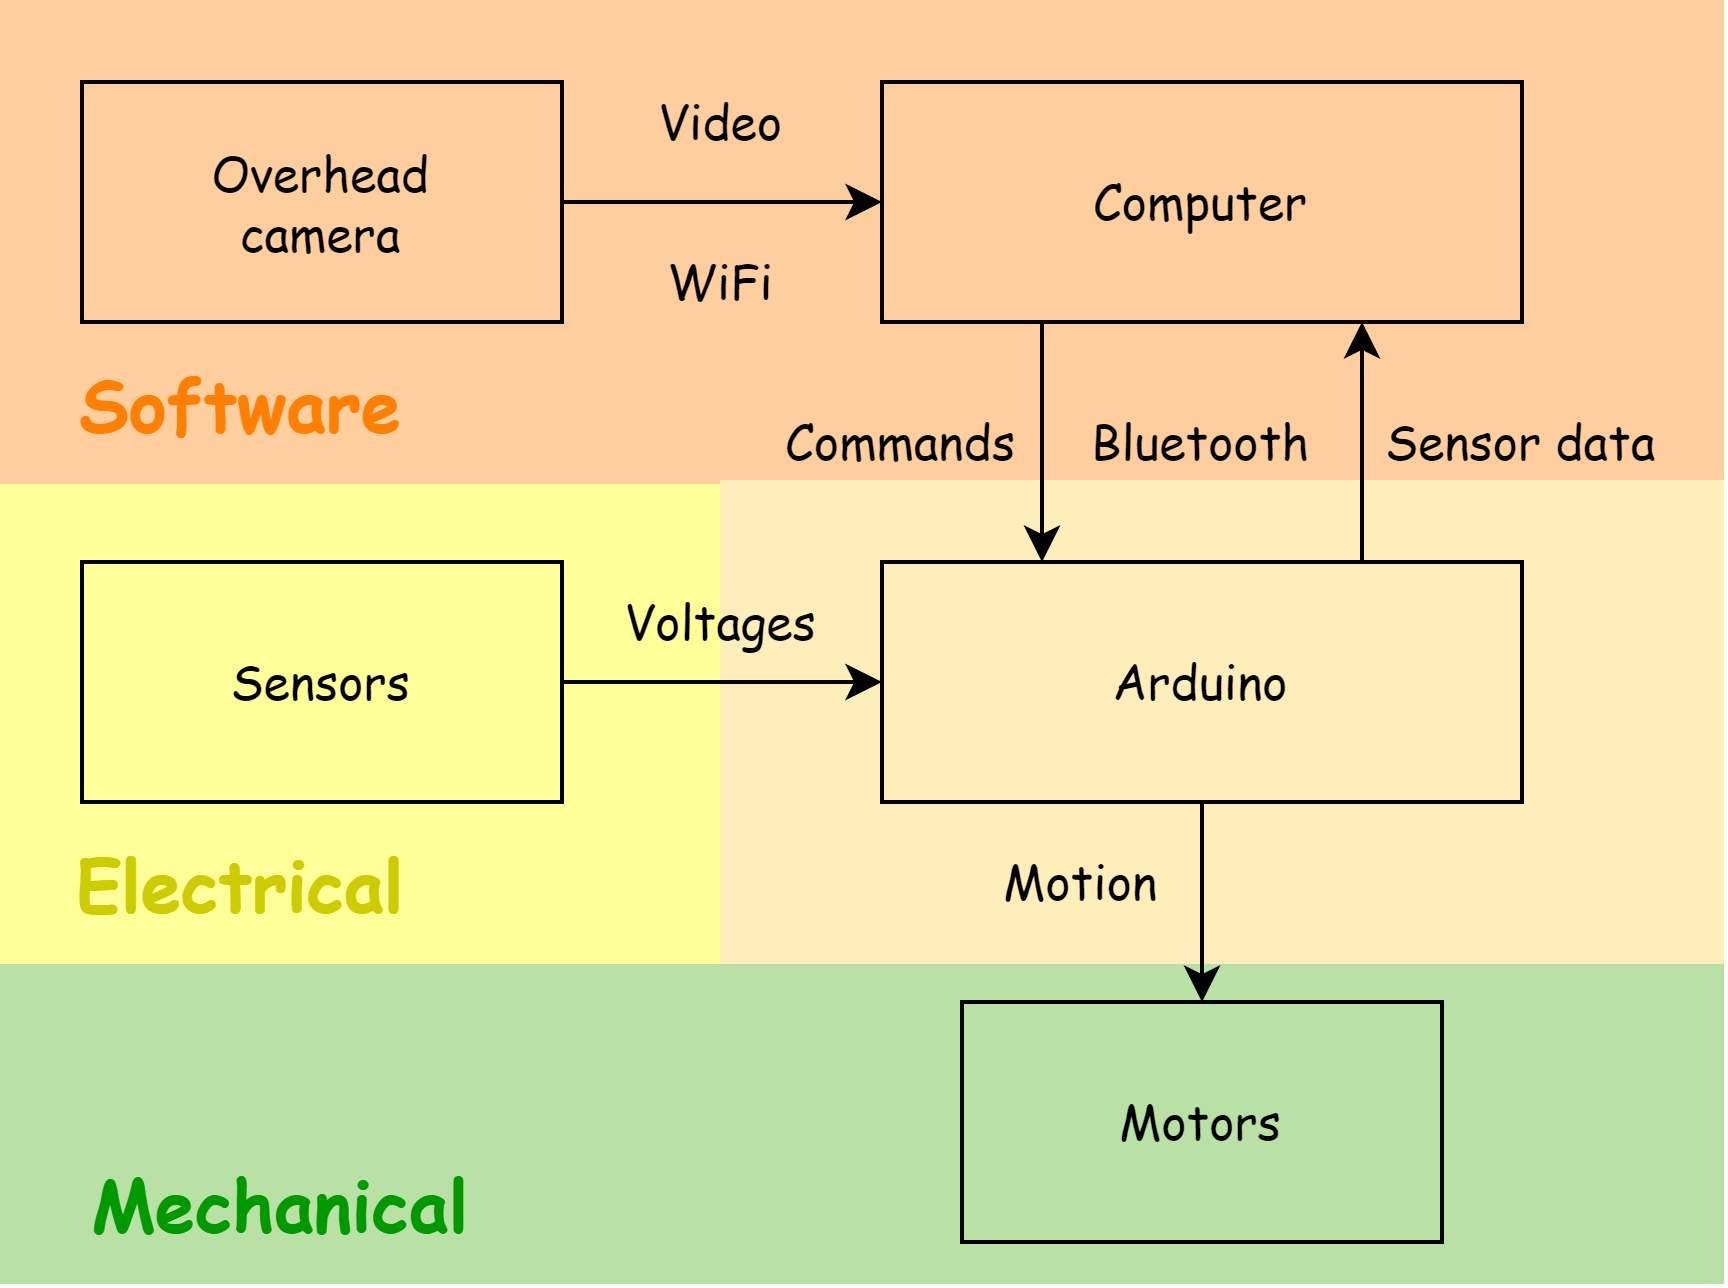 Video
Overhead
camera
Computer
WiFi
Software
Commands
Bluetooth
Sensor data
Voltages
Sensors
Arduino
Electrical
Motion
Motors
Mechanical